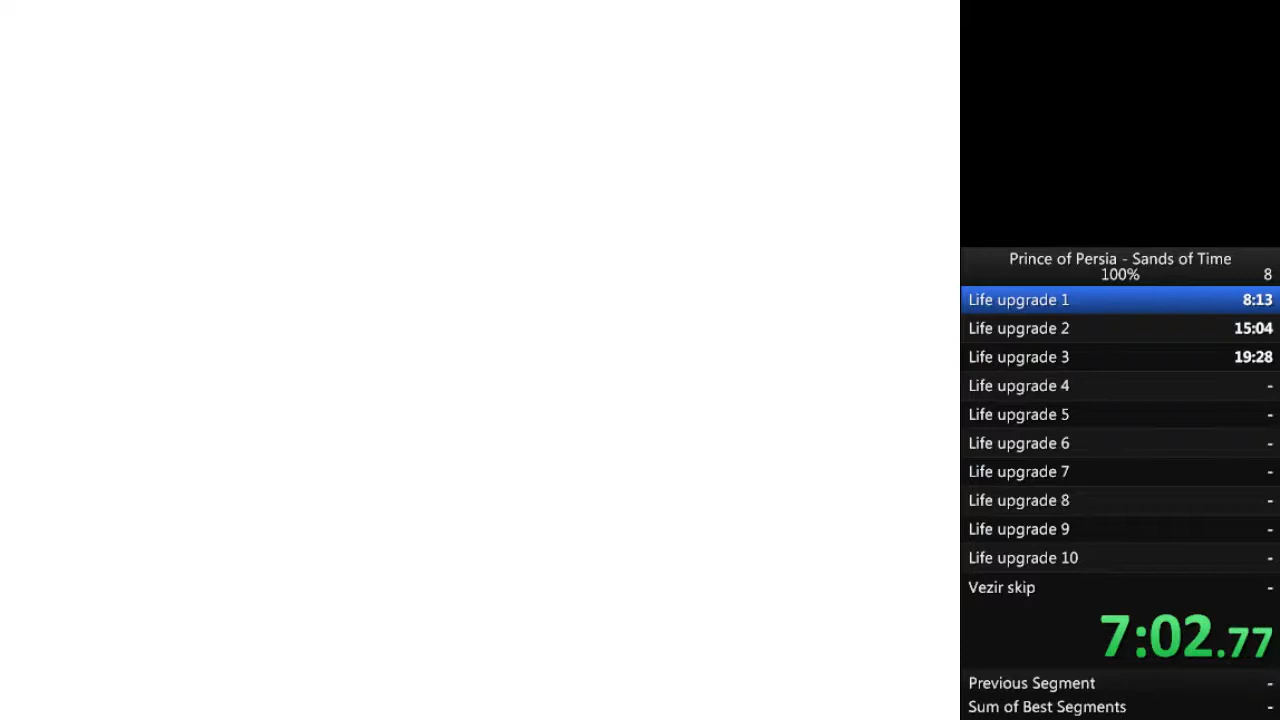 Prince of Persia - Sands of Time
100% 8
Life upgrade 1 8:13
Life upgrade 2 15:04
Life upgrade 3 19:28
Life upgrade 4 -
Life upgrade 5 -
Life upgrade 6 -
Life upgrade 7 -
Life upgrade 8 -
Life upgrade 9 -
Life upgrade 10 -
Vezir skip -
7:02.77
Previous Segment -
Sum of Best Segments -